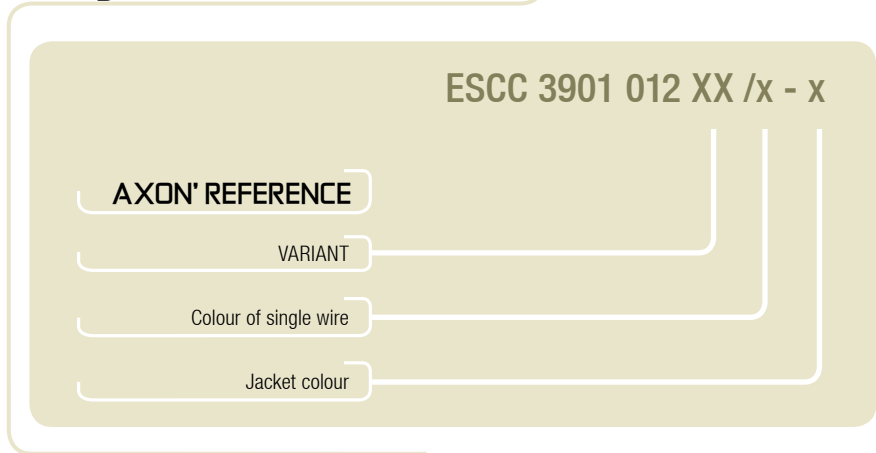 ESCC 3901 012 XX /x - x
AXON' REFERENCE
VARIANT
Colour of single wire
Jacket colour